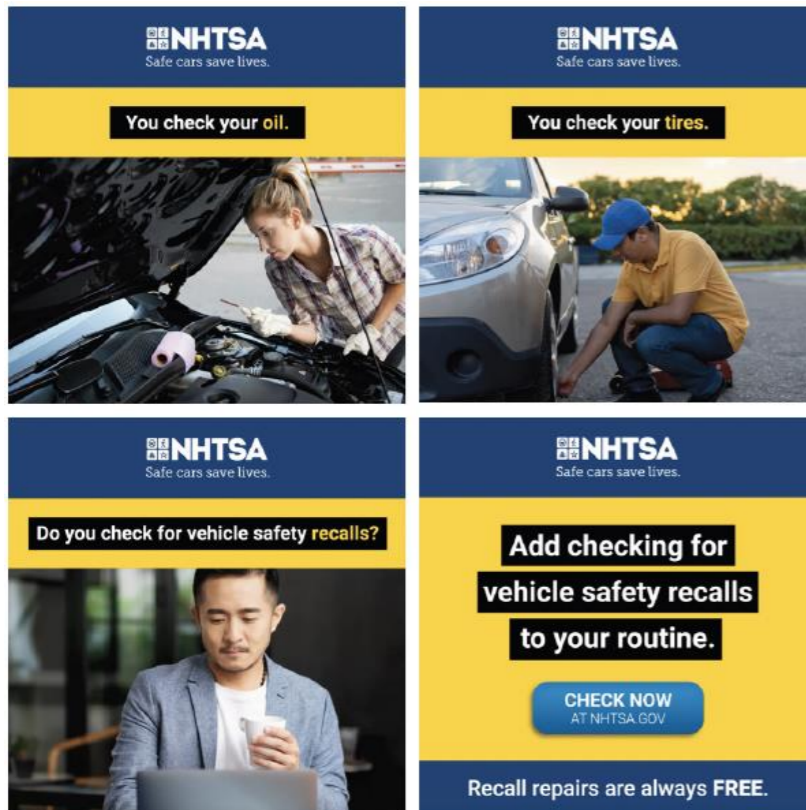 NHTSA
Safe cars save lives.
You check your oil.
NHTSA
Safe cars save lives.
You check your tires.
NHTSA
Safe cars save lives.
Do you check for vehicle safety recalls?
NHTSA
Safe cars save lives.
Add checking for
vehicle safety recalls
to your routine.
CHECK NOW
AT NHTSA.GOV
Recall repairs are always FREE.